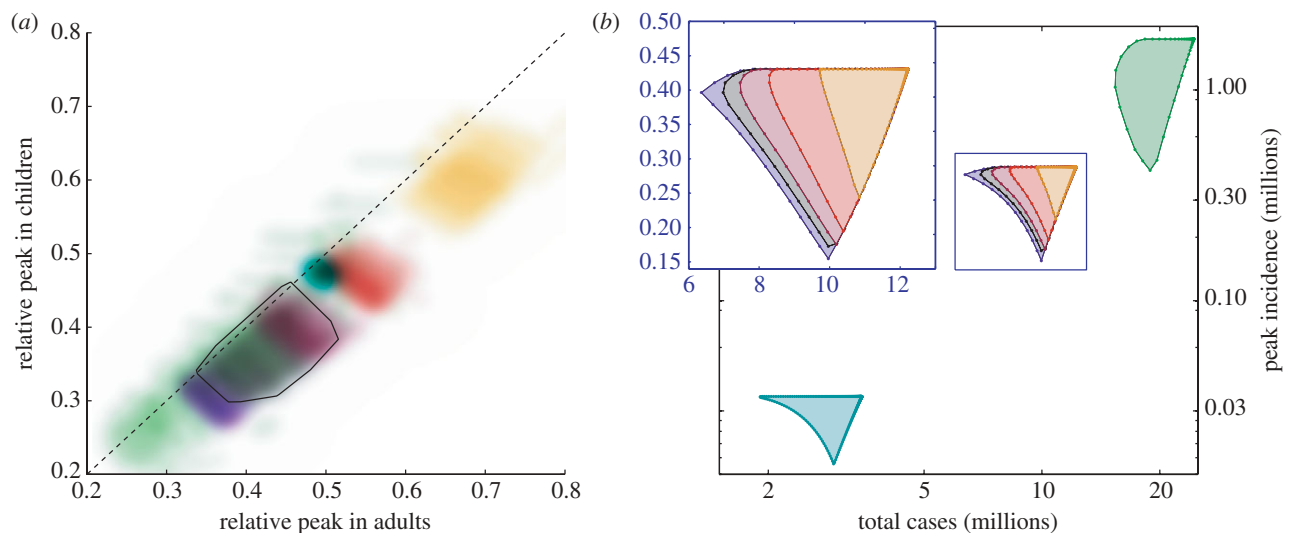 (a)
0.8
0.7
0.6
0.5
0.4
0.3
0.2
relative peak in children
0.2 0.3 0.4 0.5 0.6 0.7 0.8
relative peak in adults
(b)
0.50
0.45
0.40
0.35
0.30
0.25
0.20
0.15
6 8 10 12
1.00
0.30
0.10
0.03
peak incidence (millions)
2 5 10 20
total cases (millions)